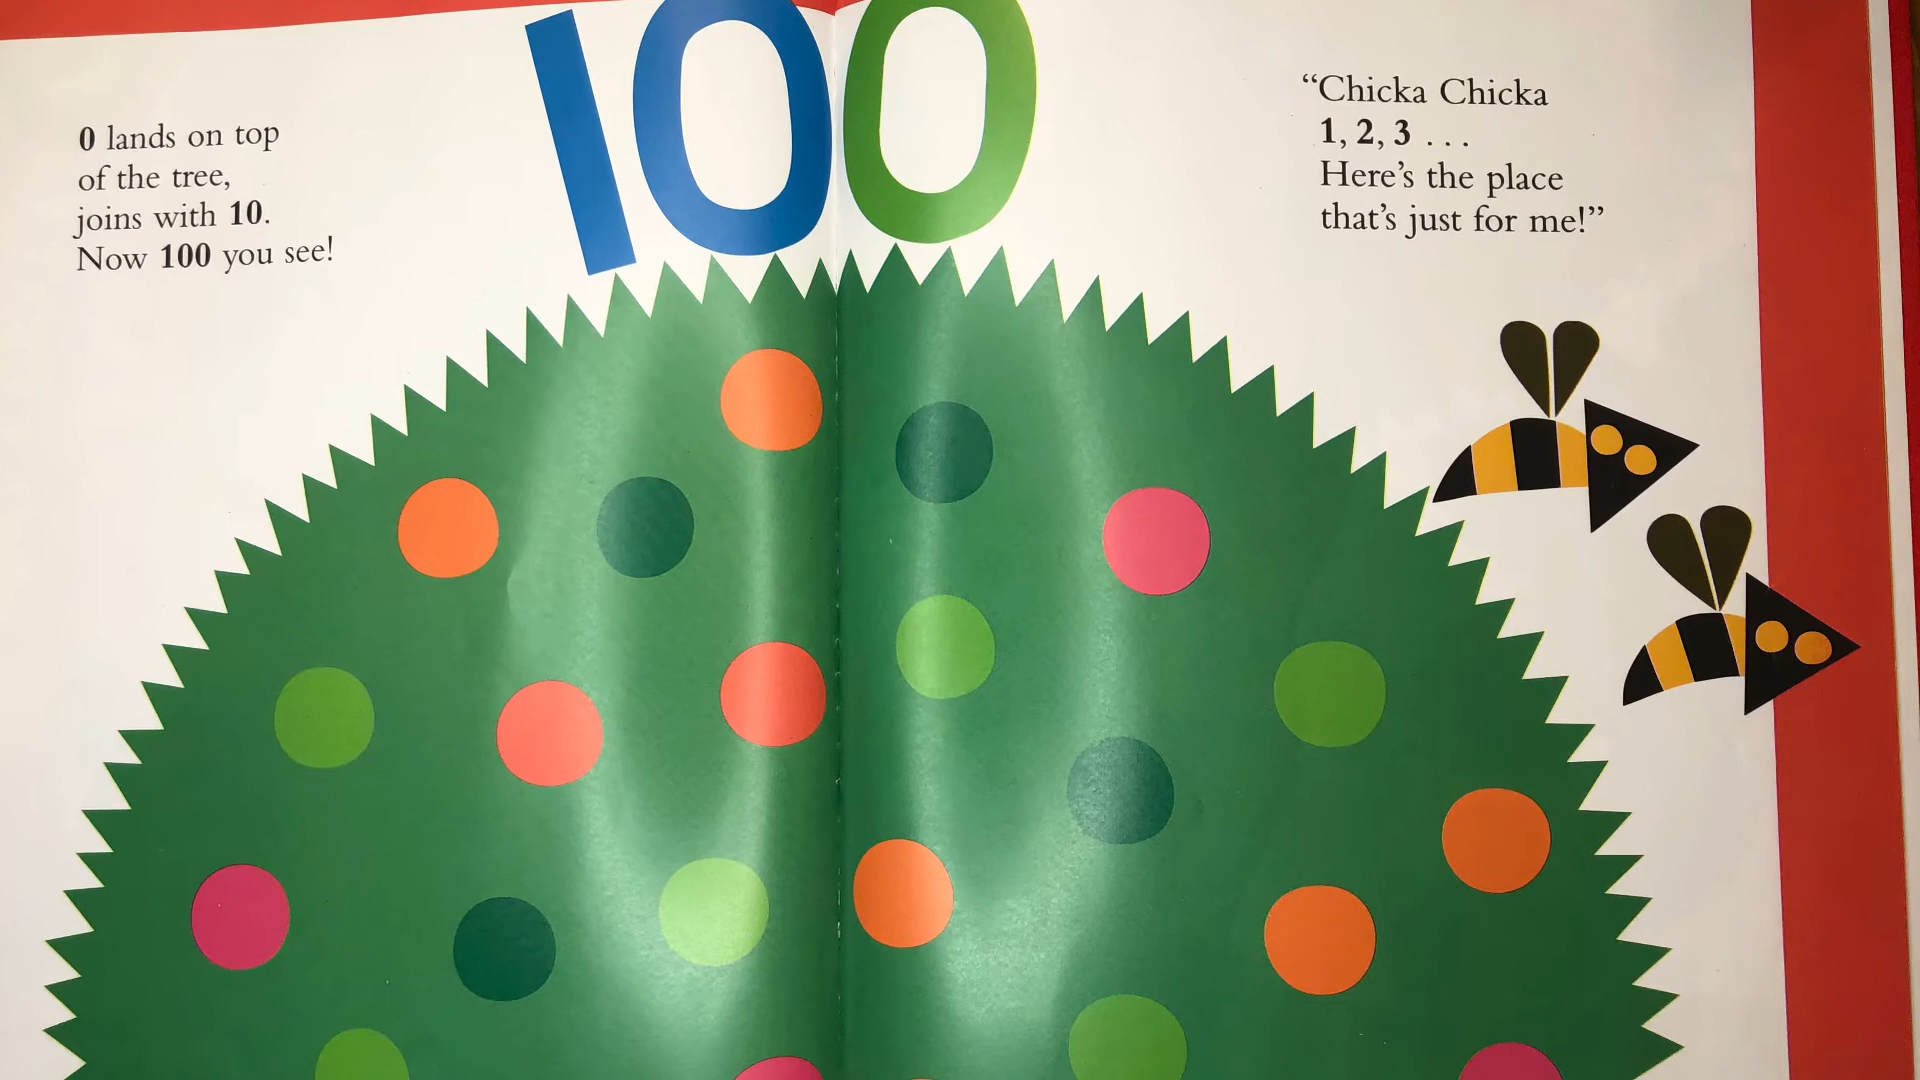 100
0 lands on top
of the tree,
joins with 10.
Now 100 you see!
“Chicka Chicka
1, 2, 3 . . .
Here’s the place
that’s just for me!”